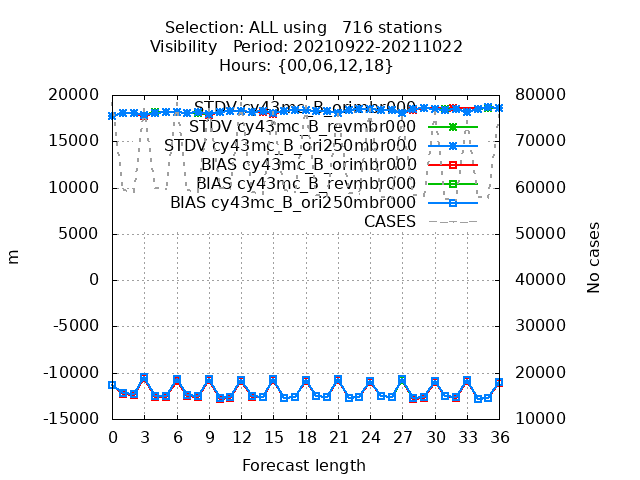 Selection: ALL using   716 stations
Visibility   Period: 20210922-20211022
Hours: {00,06,12,18}
STDV cy43mc_B_orimbr000
STDV cy43mc_B_revmbr000
STDV cy43mc_B_ori250mbr000
BIAS cy43mc_B_orimbr000
BIAS cy43mc_B_revmbr000
BIAS cy43mc_B_ori250mbr000
CASES
20000
15000
10000
5000
0
-5000
-10000
-15000
m
80000
70000
60000
50000
40000
30000
20000
10000
No cases
0 3 6 9 12 15 18 21 24 27 30 33 36
Forecast length